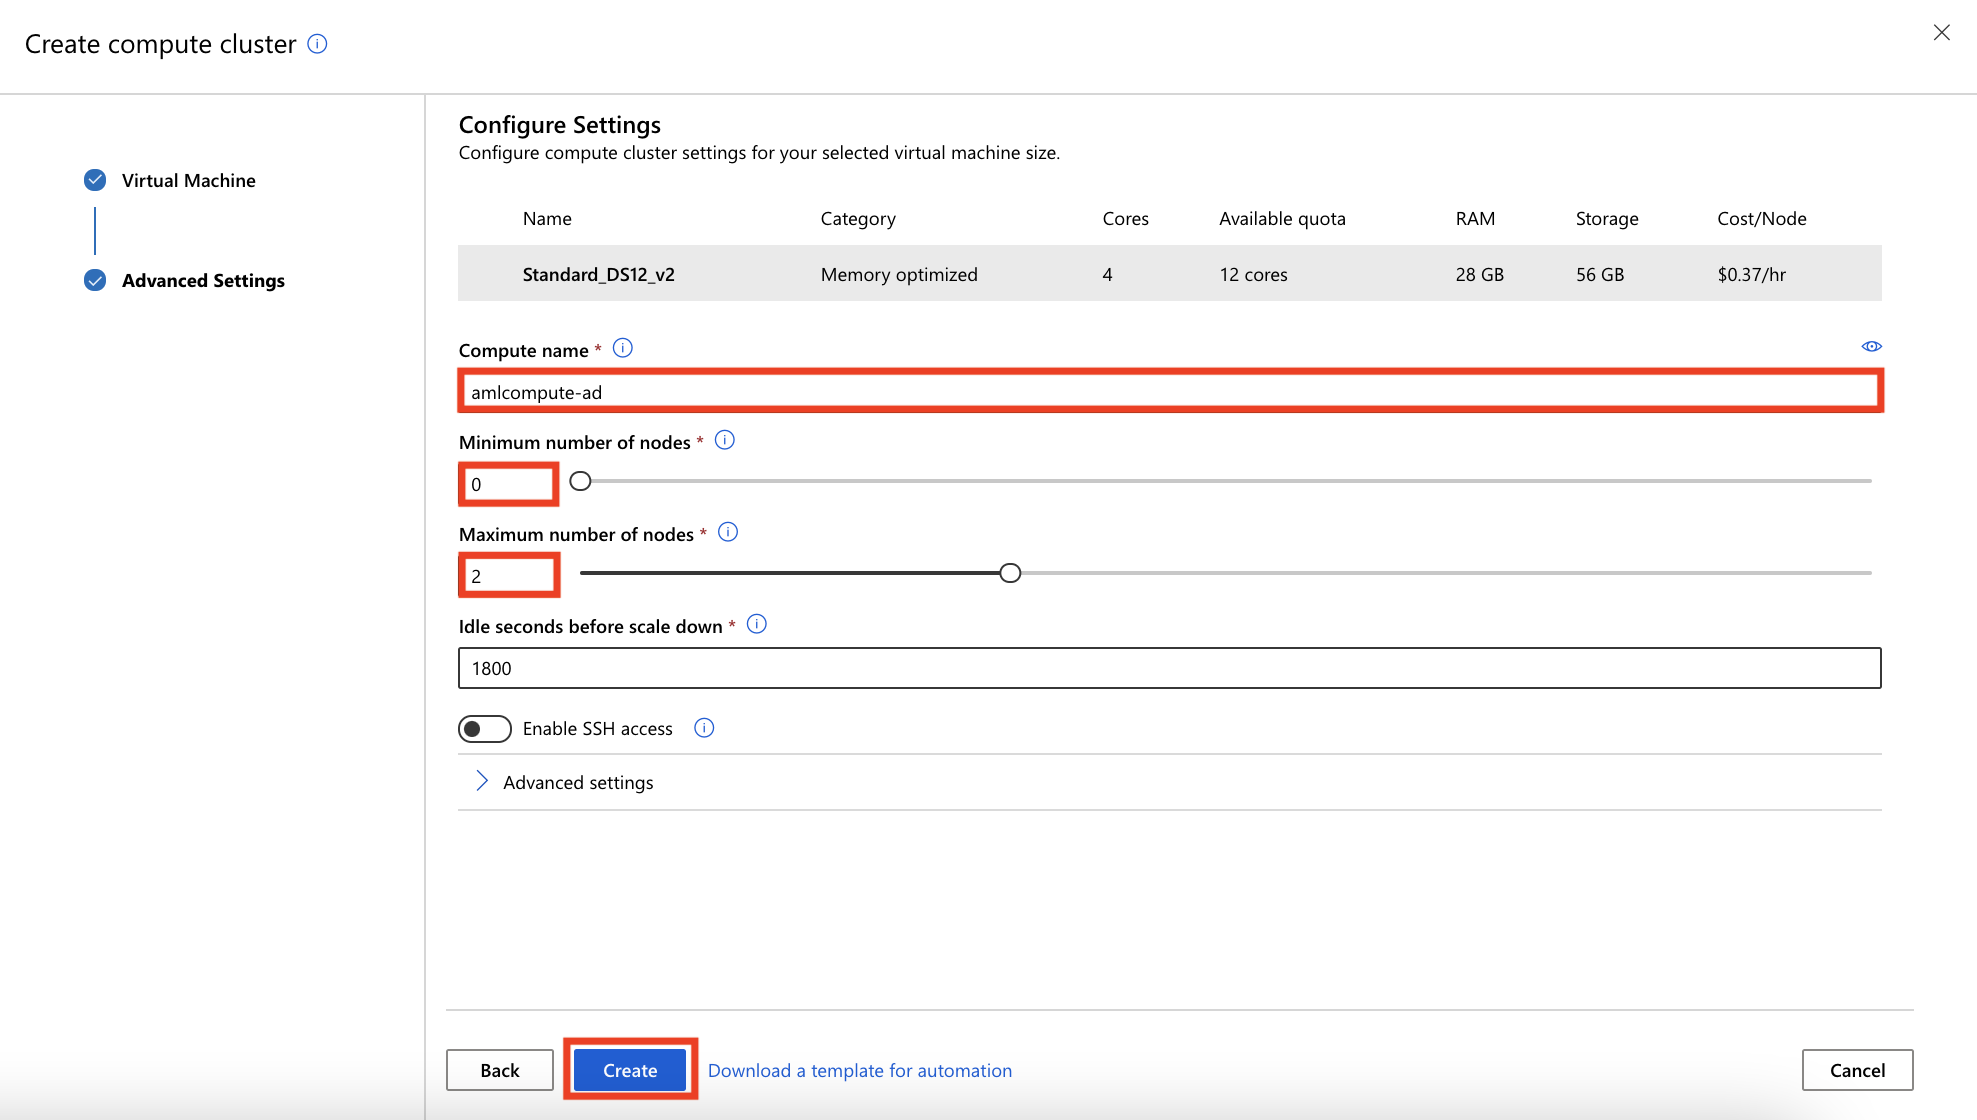 Create compute cluster
Virtual Machine
Advanced Settings
Configure Settings
Configure compute cluster settings for your selected virtual machine size.
Name Category Cores Available quota RAM Storage Cost/Node
Standard_DS12_v2 Memory optimized 4 12 cores 28 GB 56 GB $0.37/hr
Compute name *
amlcompute-ad
Minimum number of nodes *
0
Maximum number of nodes *
2
Idle seconds before scale down *
1800
Enable SSH access
Advanced settings
Back Create Download a template for automation Cancel